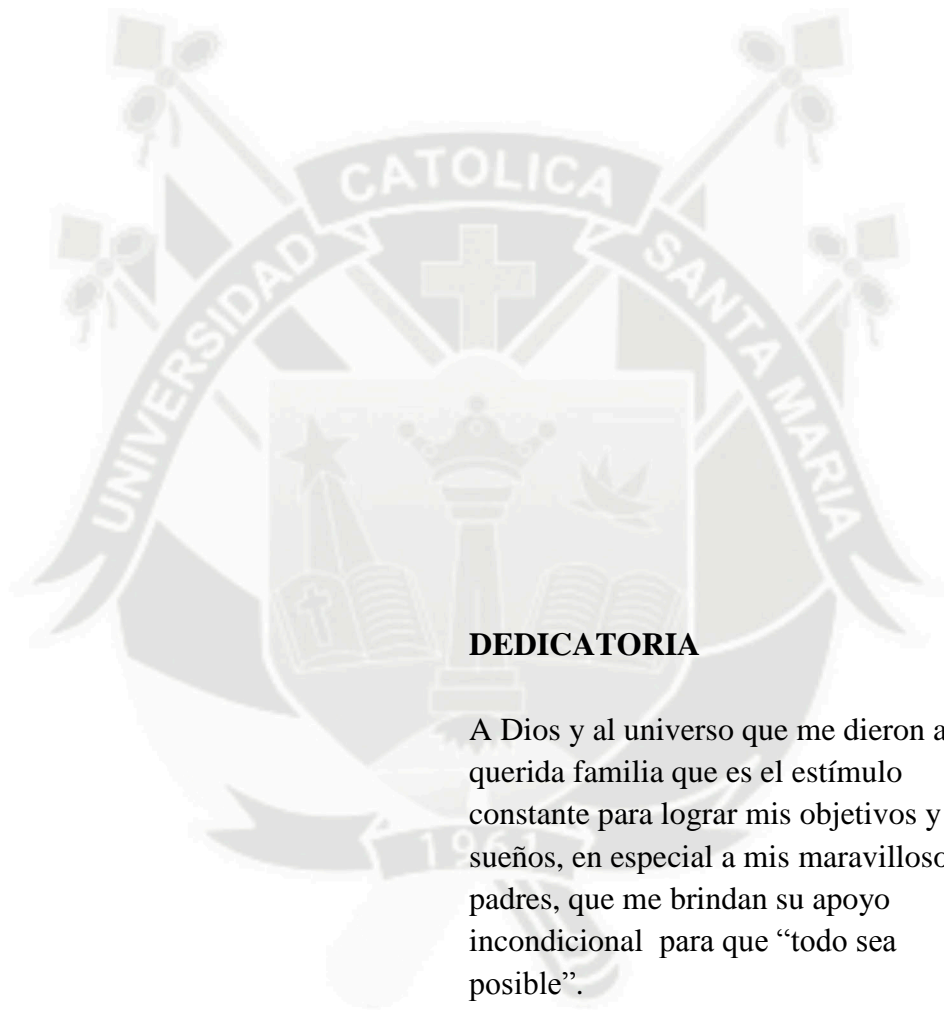 CATOLICA
UNIVERSIDAD
SANTA MARIA
1961
DEDICATORIA
A Dios y al universo que me dieron a
querida familia que es el estímulo
constante para lograr mis objetivos y
sueños, en especial a mis maravilloso
padres, que me brindan su apoyo
incondicional para que “todo sea
posible”.